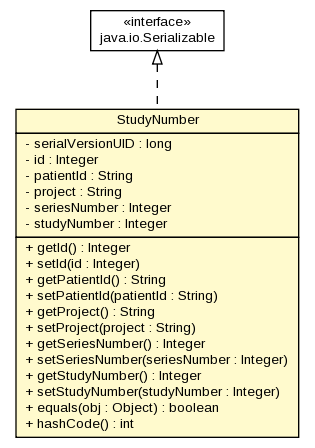 «interface»
java.io.Serializable
StudyNumber
- serialVersionUID : long
- id : Integer
- patientId : String
- project : String
- seriesNumber : Integer
- studyNumber : Integer
+ getId() : Integer
+ setId(id : Integer)
+ getPatientId() : String
+ setPatientId(patientId : String)
+ getProject() : String
+ setProject(project : String)
+ getSeriesNumber() : Integer
+ setSeriesNumber(seriesNumber : Integer)
+ getStudyNumber() : Integer
+ setStudyNumber(studyNumber : Integer)
+ equals(obj : Object) : boolean
+ hashCode() : int